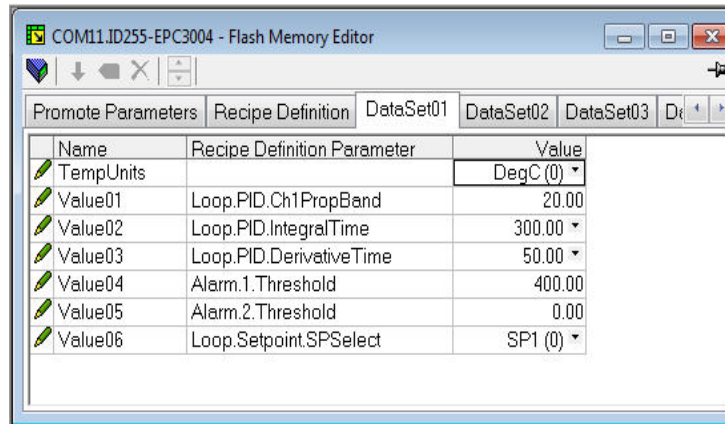 COM11.ID255-EPC3004 - Flash Memory Editor
Promote Parameters Recipe Definition DataSet01 DataSet02 DataSet03
Name Recipe Definition Parameter Value
TempUnits DegC (0)
Value01 Loop.PID.Ch1PropBand 20.00
Value02 Loop.PID.IntegralTime 300.00
Value03 Loop.PID.DerivativeTime 50.00
Value04 Alarm.1.Threshold 400.00
Value05 Alarm.2.Threshold 0.00
Value06 Loop.Setpoint.SPSelect SP1 (0)